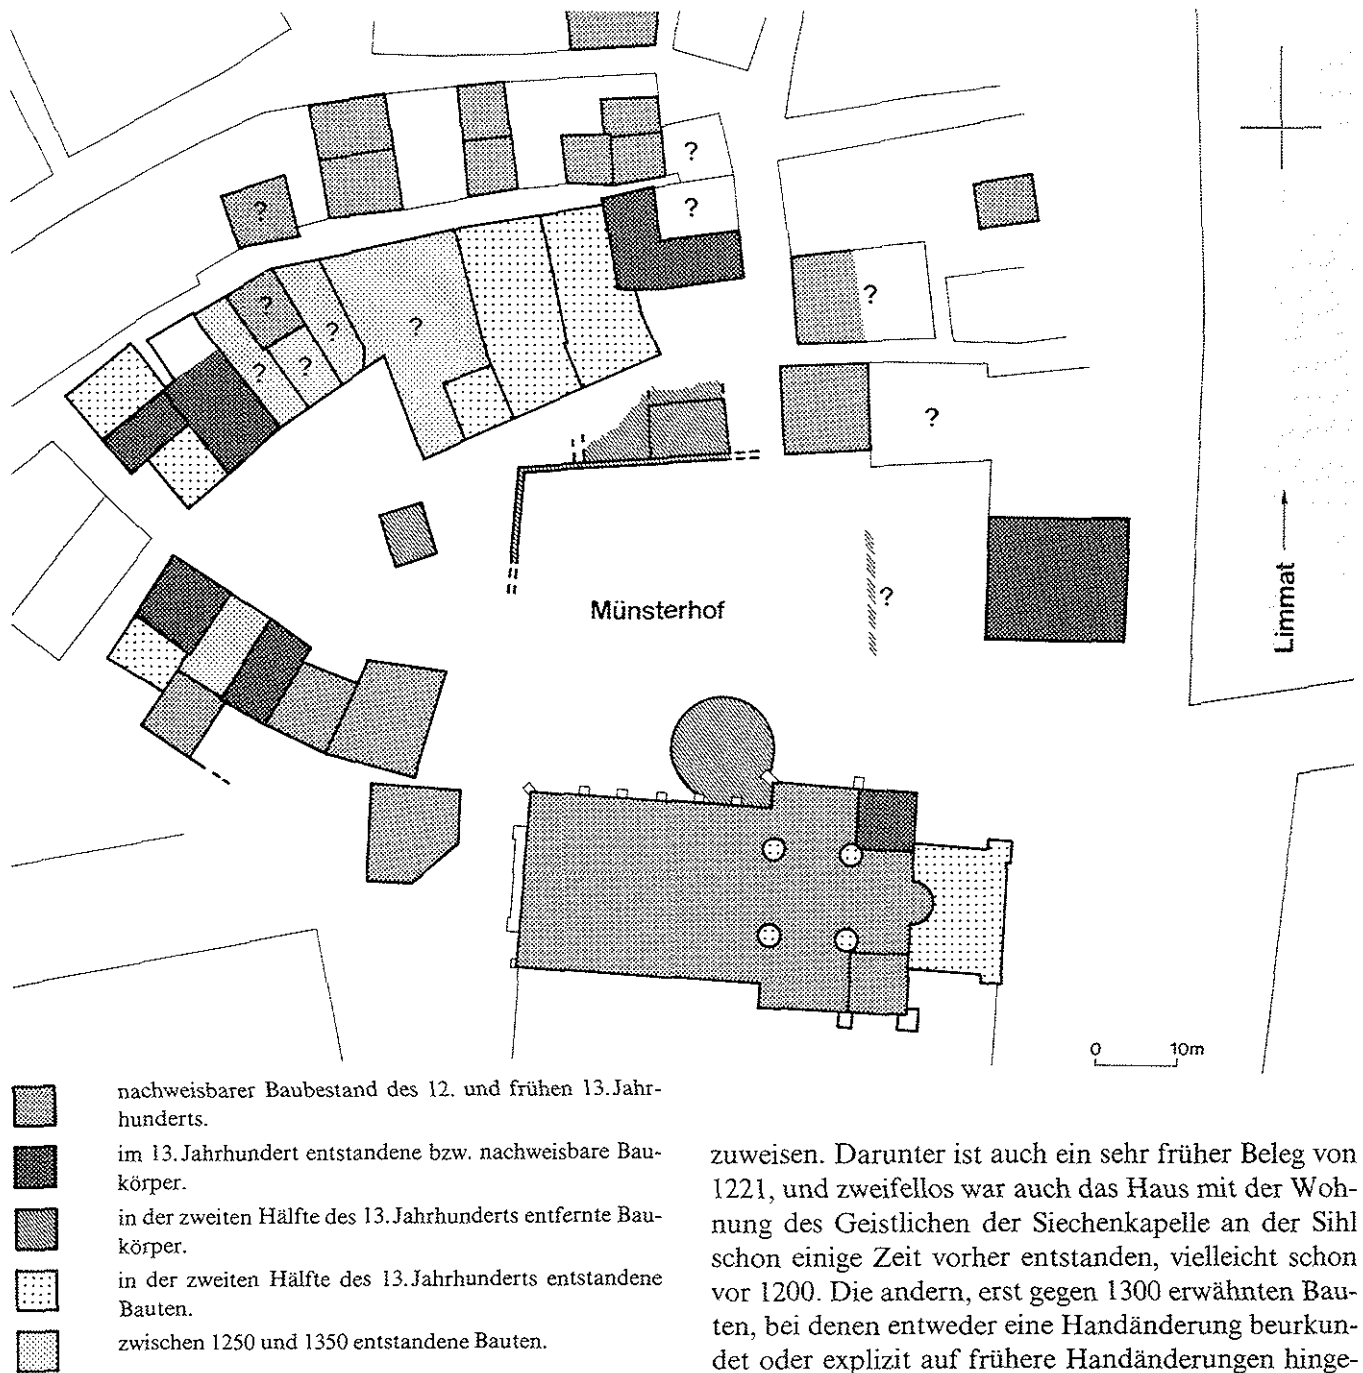 ?
?
?
?
?
?
?
?
?
?
?
Münsterhof
Limmat
0 10m
nachweisbarer Baubestand des 12. und frühen 13. Jahr-
hunderts.
im 13. Jahrhundert entstandene bzw. nachweisbare Bau-
körper.
in der zweiten Hälfte des 13. Jahrhunderts entfernte Bau-
körper.
in der zweiten Hälfte des 13. Jahrhunderts entstandene
Bauten.
zwischen 1250 und 1350 entstandene Bauten.
zuweisen. Darunter ist auch ein sehr früher Beleg von
1221, und zweifellos war auch das Haus mit der Woh-
nung des Geistlichen der Siechenkapelle an der Sihl
schon einige Zeit vorher entstanden, vielleicht schon
vor 1200. Die andern, erst gegen 1300 erwähnten Bau-
ten, bei denen entweder eine Handänderung beurkun-
det oder explizit auf frühere Handänderungen hinge-